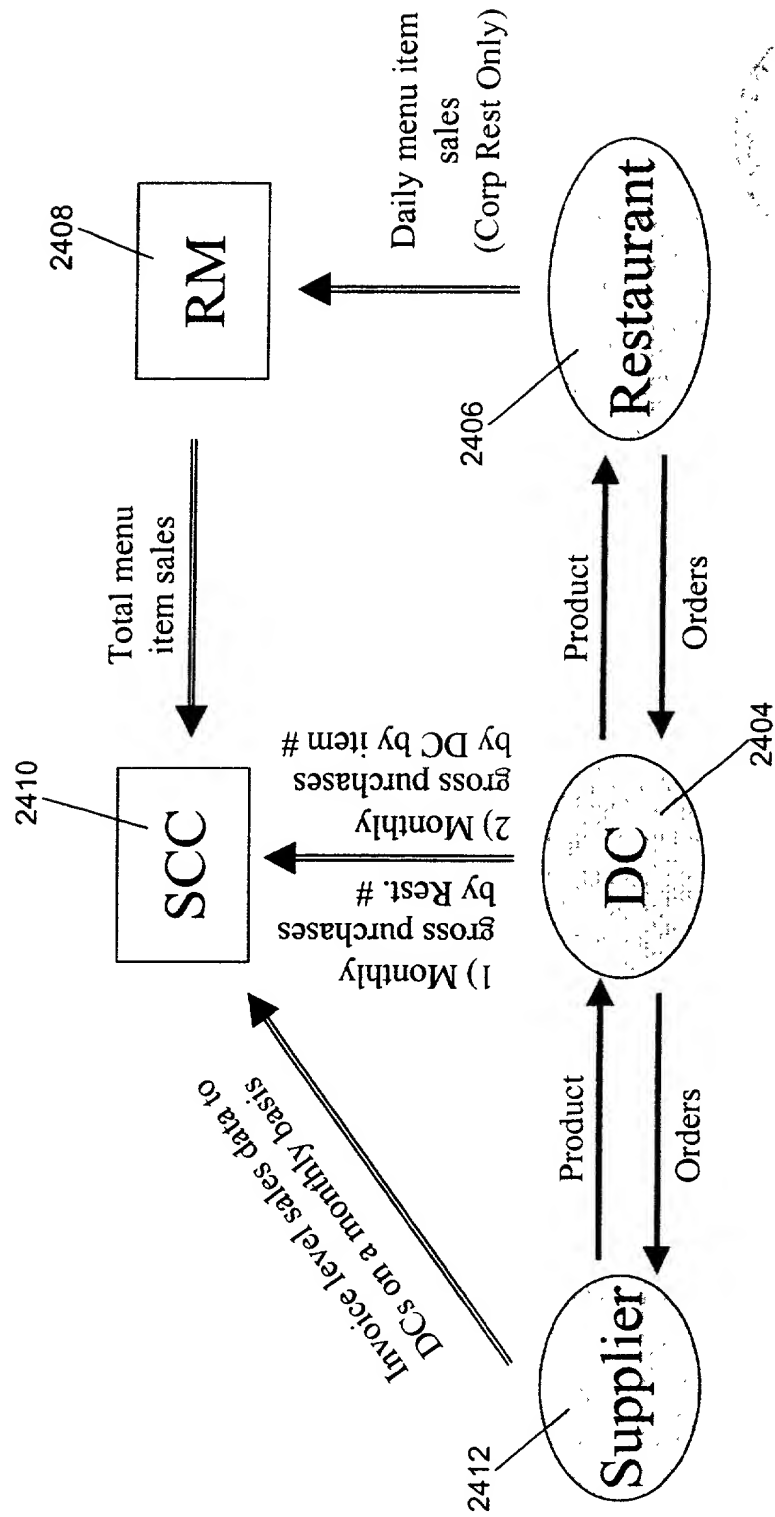 2410
SCC
Total menu
item sales
2408
RM
Invoice level sales data to
DCs on a monthly basis
1) Monthly
gross purchases
by Rest. #
2) Monthly
gross purchases
by DC by item #
Daily menu item
sales
(Corp Rest Only)
2412
Supplier
Product
Orders
DC
2404
Product
Orders
2406
Restaurant